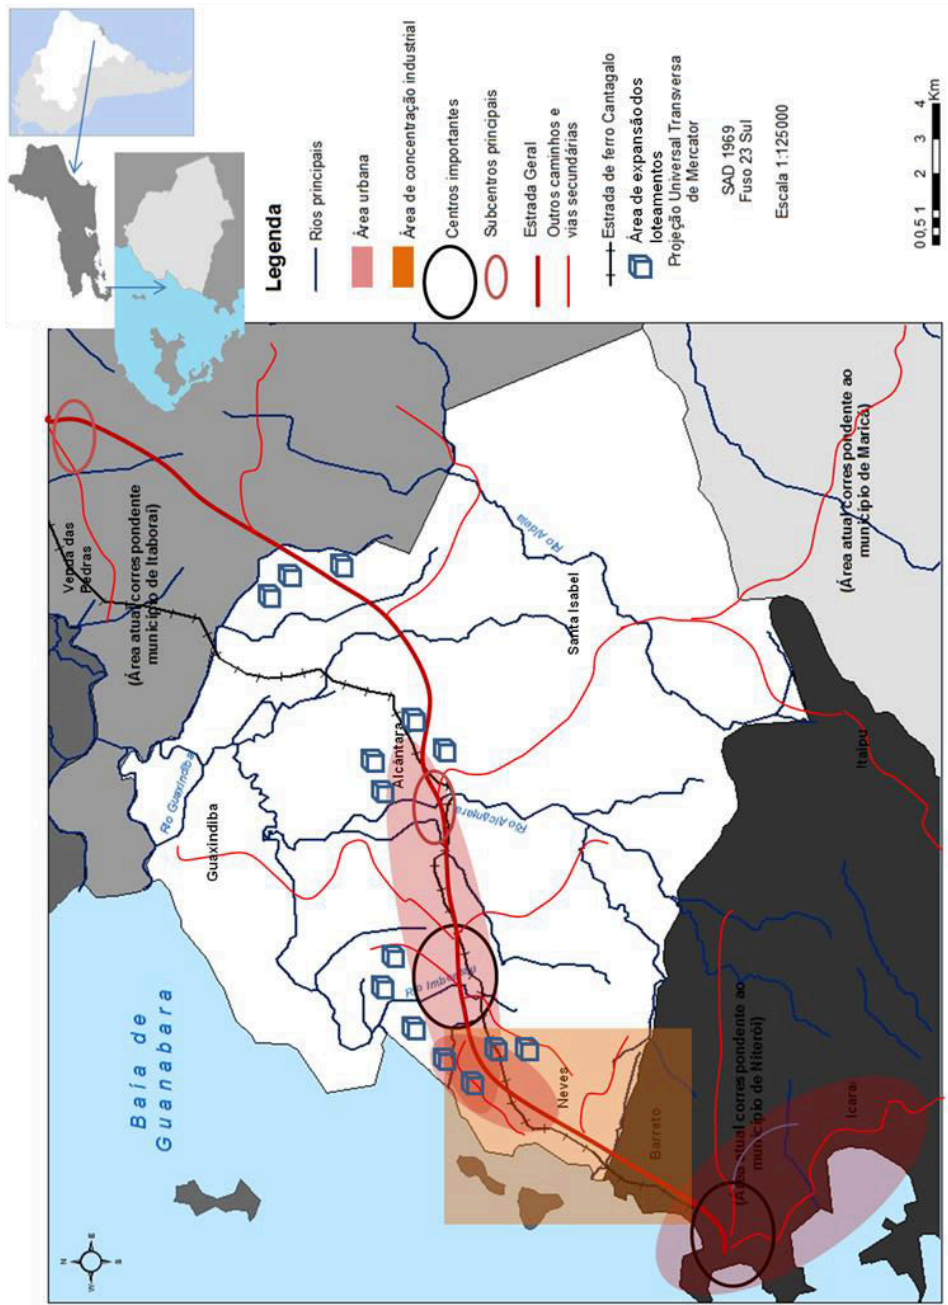 Legenda
Rios principais
Área urbana
Área de concentração industrial
Centros importantes
Subcentros principais
Estrada Geral
Outros caminhos e
vias secundárias
Estrada de ferro Cantagalo
Área de expansão dos
loteamentos
Projeção Universal Transversa
de Mercator
SAD 1969
Fuso 23 Sul
Escala 1:125000
0 0,5 1 2 3 4
Km
Venda das
Pedras
(Área atual correspondente
município de Itaboraí)
Rio Guaxindiba
Guaxindiba
Alcântara
Rio Alcântara
Rio Aldeia
Santa Isabel
(Área atual correspondente ao
município de Maricá)
Itaipu
Baía de
Guanabara
Rio Imboassu
Neves
Barreto
(Área atual correspondente ao
município de Niterói)
Icaraí
N
E
S
W